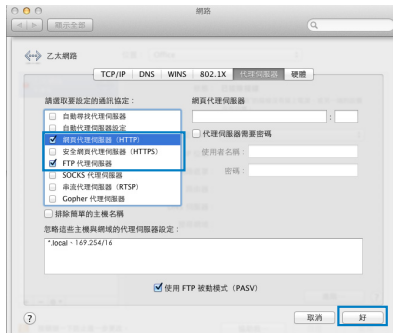 網路
顯示全部
乙太網路
TCP/IP DNS WINS 802.1X 代理伺服器 硬體
請選取要設定的通訊協定：
自動尋找代理伺服器
自動代理伺服器設定
網頁代理伺服器（HTTP）
安全網頁代理伺服器（HTTPS）
FTP 代理伺服器
SOCKS 代理伺服器
串流代理伺服器（RTSP）
Gopher 代理伺服器
網頁代理伺服器
:
代理伺服器需要密碼
使用者名稱：
密碼：
排除簡單的主機名稱
忽略這些主機與網域的代理伺服器設定：
*.local、169.254/16
使用 FTP 被動模式（PASV）
?
取消
好